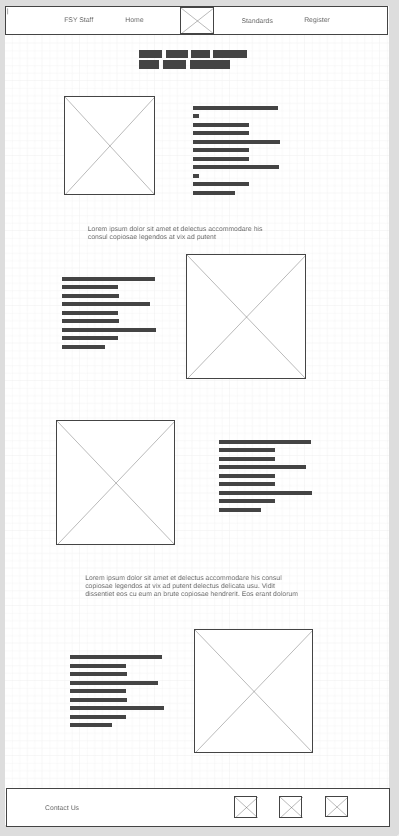 FSY Staff Home Standards Register
Lorem ipsum dolor sit amet et delectus accommodare his
consul copiosae legendos at vix ad putent
Lorem ipsum dolor sit amet et delectus accommodare his consul
copiosae legendos at vix ad putent delectus delicata usu. Vidit
dissentiet eos cu eum an brute copiosae hendrerit. Eos erant dolorum
Contact Us